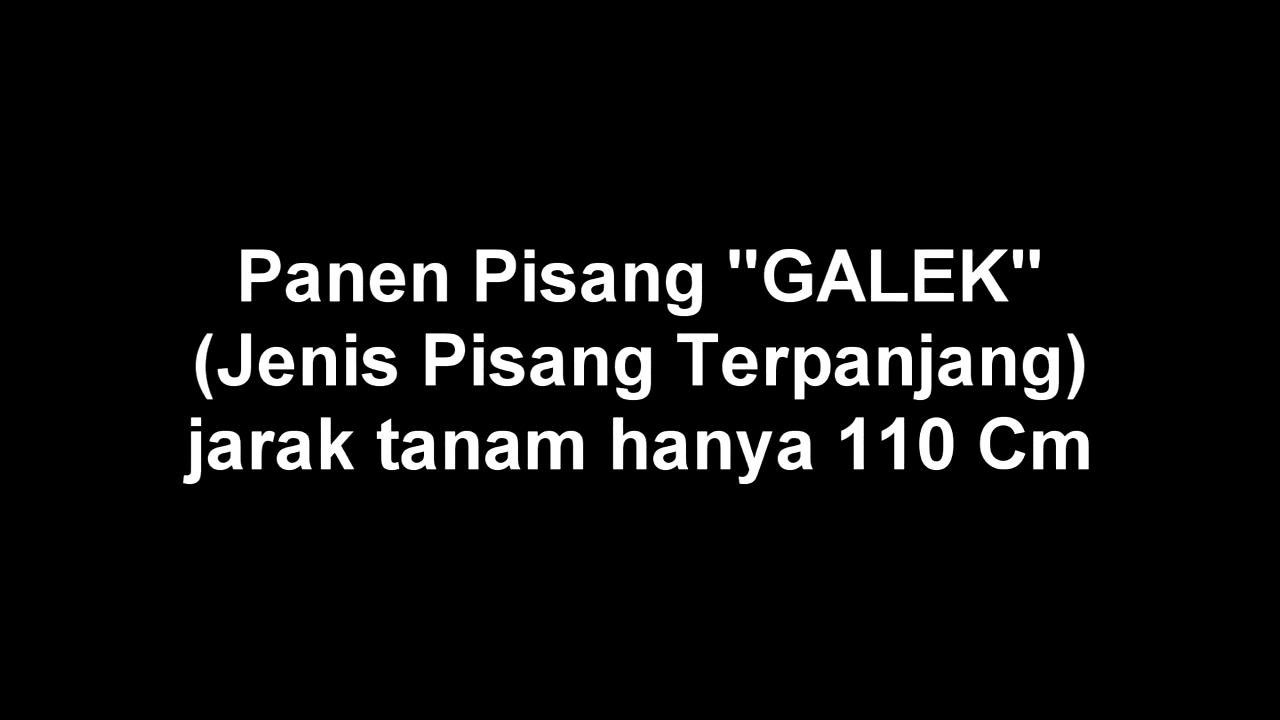 Panen Pisang "GALEK"
(Jenis Pisang Terpanjang)
jarak tanam hanya 110 Cm